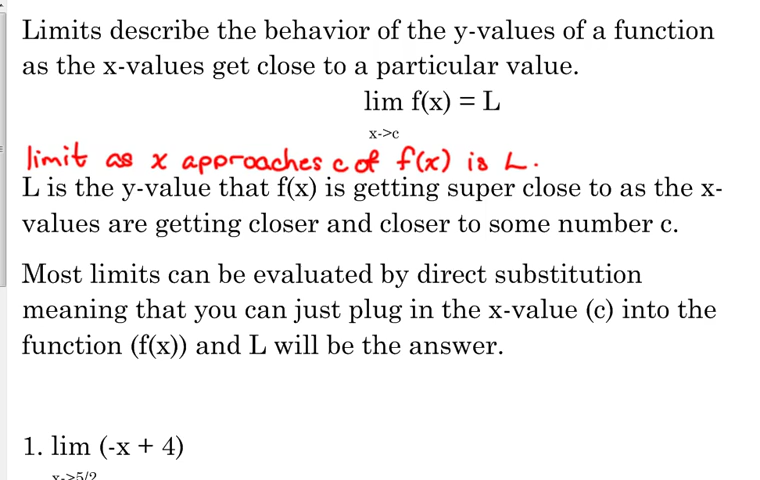 Limits describe the behavior of the y-values of a function
as the x-values get close to a particular value.
lim f(x) = L
x->c
limit as x approaches c of f(x) is L.
L is the y-value that f(x) is getting super close to as the x-
values are getting closer and closer to some number c.
Most limits can be evaluated by direct substitution
meaning that you can just plug in the x-value (c) into the
function (f(x)) and L will be the answer.
1. lim (-x + 4)
x->5/2